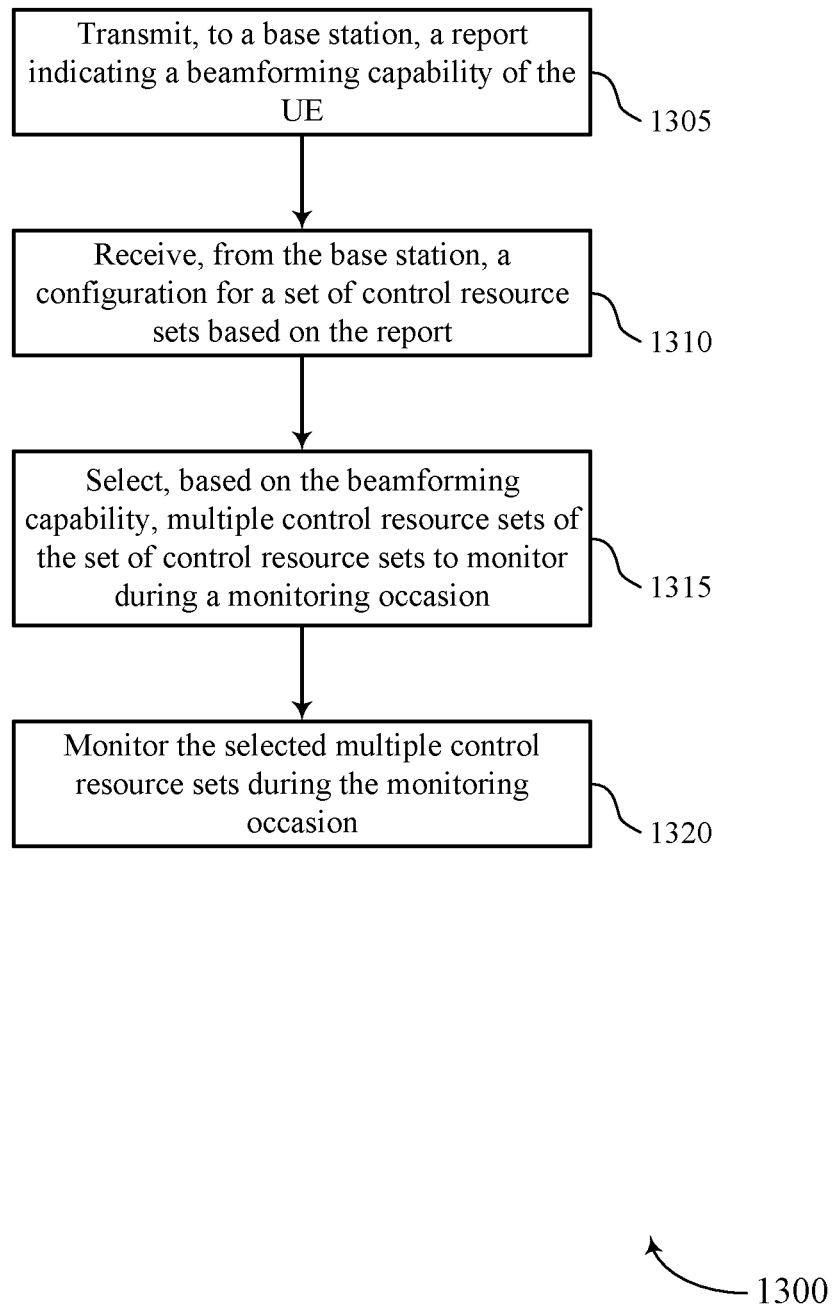 Transmit, to a base station, a report
indicating a beamforming capability of the
UE
1305
Receive, from the base station, a
configuration for a set of control resource
sets based on the report
1310
Select, based on the beamforming
capability, multiple control resource sets of
the set of control resource sets to monitor
during a monitoring occasion
1315
Monitor the selected multiple control
resource sets during the monitoring
occasion
1320
1300